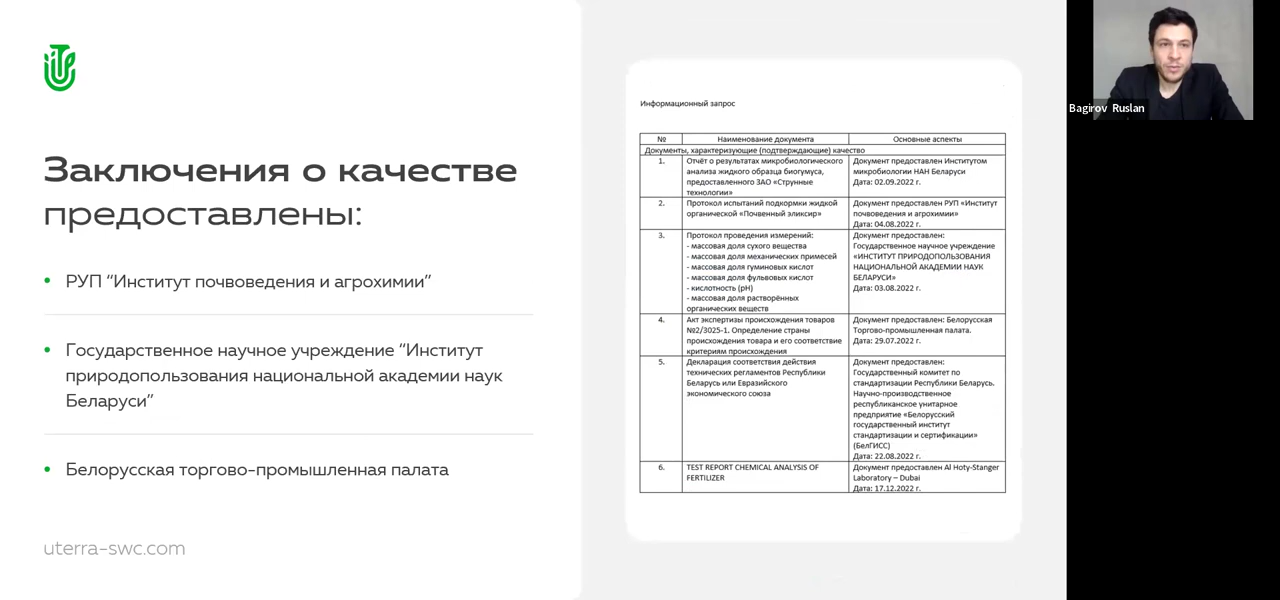 Заключения о качестве
предоставлены:
РУП “Институт почвоведения и агрохимии”
Государственное научное учреждение “Институт
природопользования национальной академии наук
Беларуси”
Белорусская торгово-промышленная палата
uterra-swc.com
Информационный запрос
№ Наименование документа Основные аспекты
Документы, характеризующие (подтверждающие) качество
1. Отчёт о результатах микробиологического
анализа жидкого образца биогумуса,
предоставленного ЗАО «Струнные
технологии»
Документ предоставлен Институтом
микробиологии НАН Беларуси
Дата: 02.09.2022 г.
2. Протокол испытаний подкормки жидкой
органической «Почвенный эликсир»
Документ предоставлен РУП «Институт
почвоведения и агрохимии»
Дата: 04.08.2022 г.
3. Протокол проведения измерений:
- массовая доля сухого вещества
- массовая доля механических примесей
- массовая доля гуминовых кислот
- массовая доля фульвовых кислот
- кислотность (pH)
- массовая доля растворённых
органических веществ
Документ предоставлен:
Государственное научное учреждение
«ИНСТИТУТ ПРИРОДОПОЛЬЗОВАНИЯ
НАЦИОНАЛЬНОЙ АКАДЕМИИ НАУК
БЕЛАРУСИ»
Дата: 03.08.2022 г.
4. Акт экспертизы происхождения товаров
№2/3025-1. Определение страны
происхождения товара и его соответствие
критериям происхождения
Документ предоставлен: Белорусская
Торгово-промышленная палата.
Дата: 29.07.2022 г.
5. Декларация соответствия действия
технических регламентов Республики
Беларусь или Евразийского
экономического союза
Документ предоставлен:
Государственный комитет по
стандартизации Республики Беларусь.
Научно-производственное
республиканское унитарное
предприятие «Белорусский
государственный институт
стандартизации и сертификации»
(БелГИСС)
Дата: 22.08.2022 г.
6. TEST REPORT CHEMICAL ANALYSIS OF
FERTILIZER
Документ предоставлен Al Hoty-Stanger
Laboratory – Dubai
Дата: 17.12.2022 г.
Bagirov Ruslan